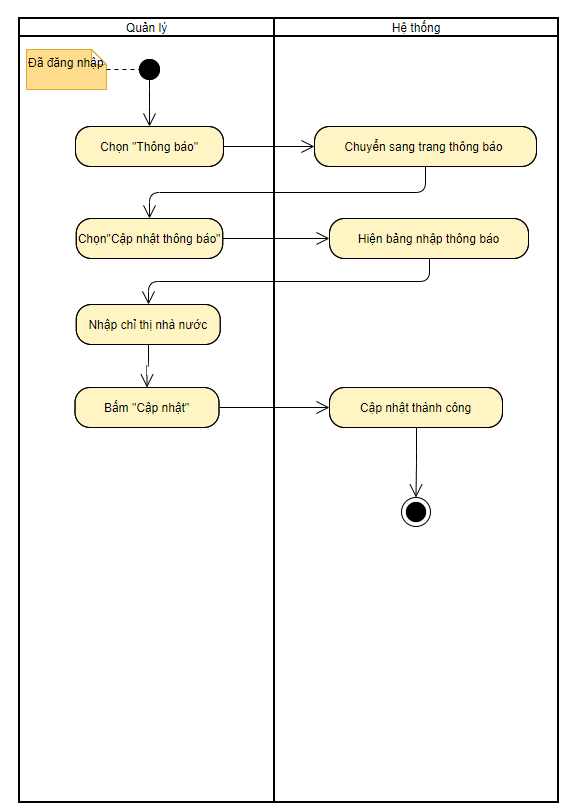 Quản lý
Hệ thống
Đã đăng nhập
Chọn "Thông báo"
Chuyển sang trang thông báo
Chọn"Cập nhật thông báo"
Hiện bảng nhập thông báo
Nhập chỉ thị nhà nước
Bấm "Cập nhật"
Cập nhật thành công